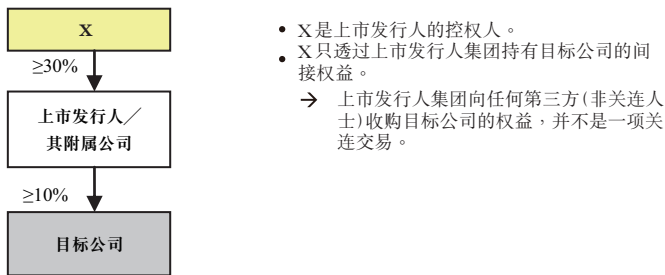 X
≥30%
上市发行人／
其附属公司
≥10%
目标公司
• X是上市发行人的控权人。
• X只透过上市发行人集团持有目标公司的间
接权益。
→ 上市发行人集团向任何第三方(非关连人
士)收购目标公司的权益，并不是一项关
连交易。